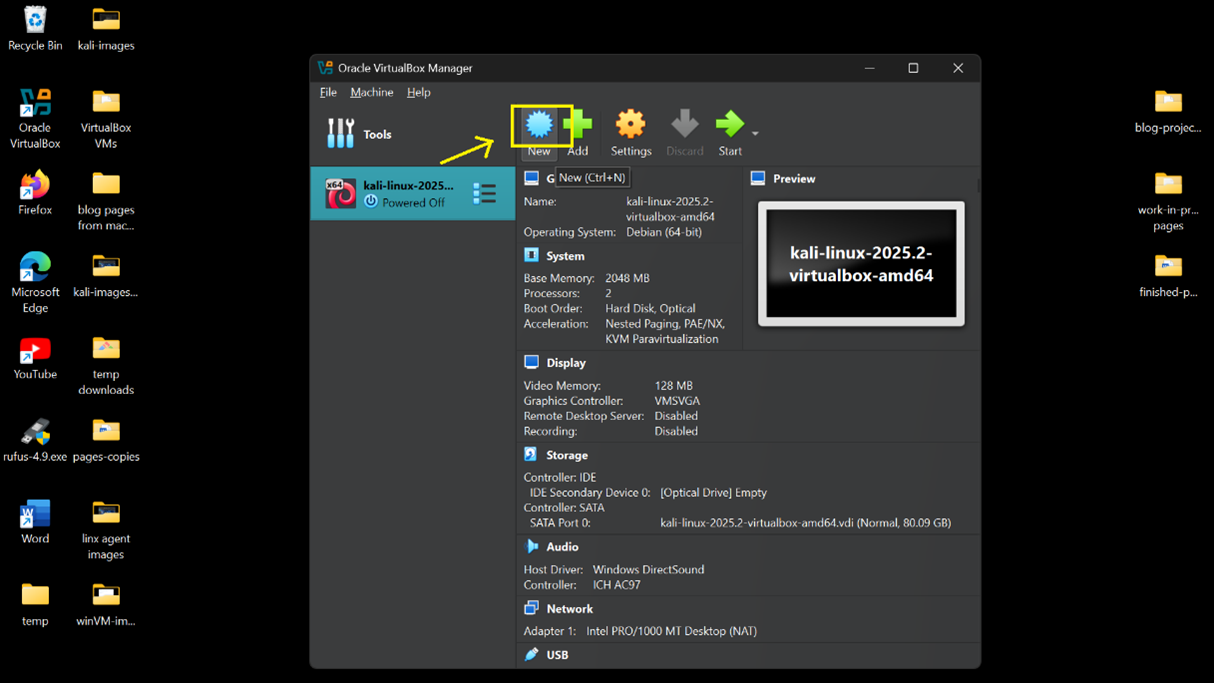 Recycle Bin
kali-images
Oracle
VirtualBox
VirtualBox
VMs
Firefox
blog pages
from mac...
Microsoft
Edge
kali-images...
YouTube
temp
downloads
rufus-4.9.exe
pages-copies
Word
linx agent
images
temp
winVM-im...
Oracle VirtualBox Manager
File Machine Help
Tools
New Add Settings Discard Start
New (Ctrl+N)
x64
kali-linux-2025...
Powered Off
G
Name: kali-linux-2025.2-
virtualbox-amd64
Operating System: Debian (64-bit)
System
Base Memory: 2048 MB
Processors: 2
Boot Order: Hard Disk, Optical
Acceleration: Nested Paging, PAE/NX,
KVM Paravirtualization
Preview
kali-linux-2025.2-
virtualbox-amd64
Display
Video Memory: 128 MB
Graphics Controller: VMSVGA
Remote Desktop Server: Disabled
Recording: Disabled
Storage
Controller: IDE
IDE Secondary Device 0: [Optical Drive] Empty
Controller: SATA
SATA Port 0: kali-linux-2025.2-virtualbox-amd64.vdi (Normal, 80.09 GB)
Audio
Host Driver: Windows DirectSound
Controller: ICH AC97
Network
Adapter 1: Intel PRO/1000 MT Desktop (NAT)
USB
blog-projec...
work-in-pr...
pages
finished-p...